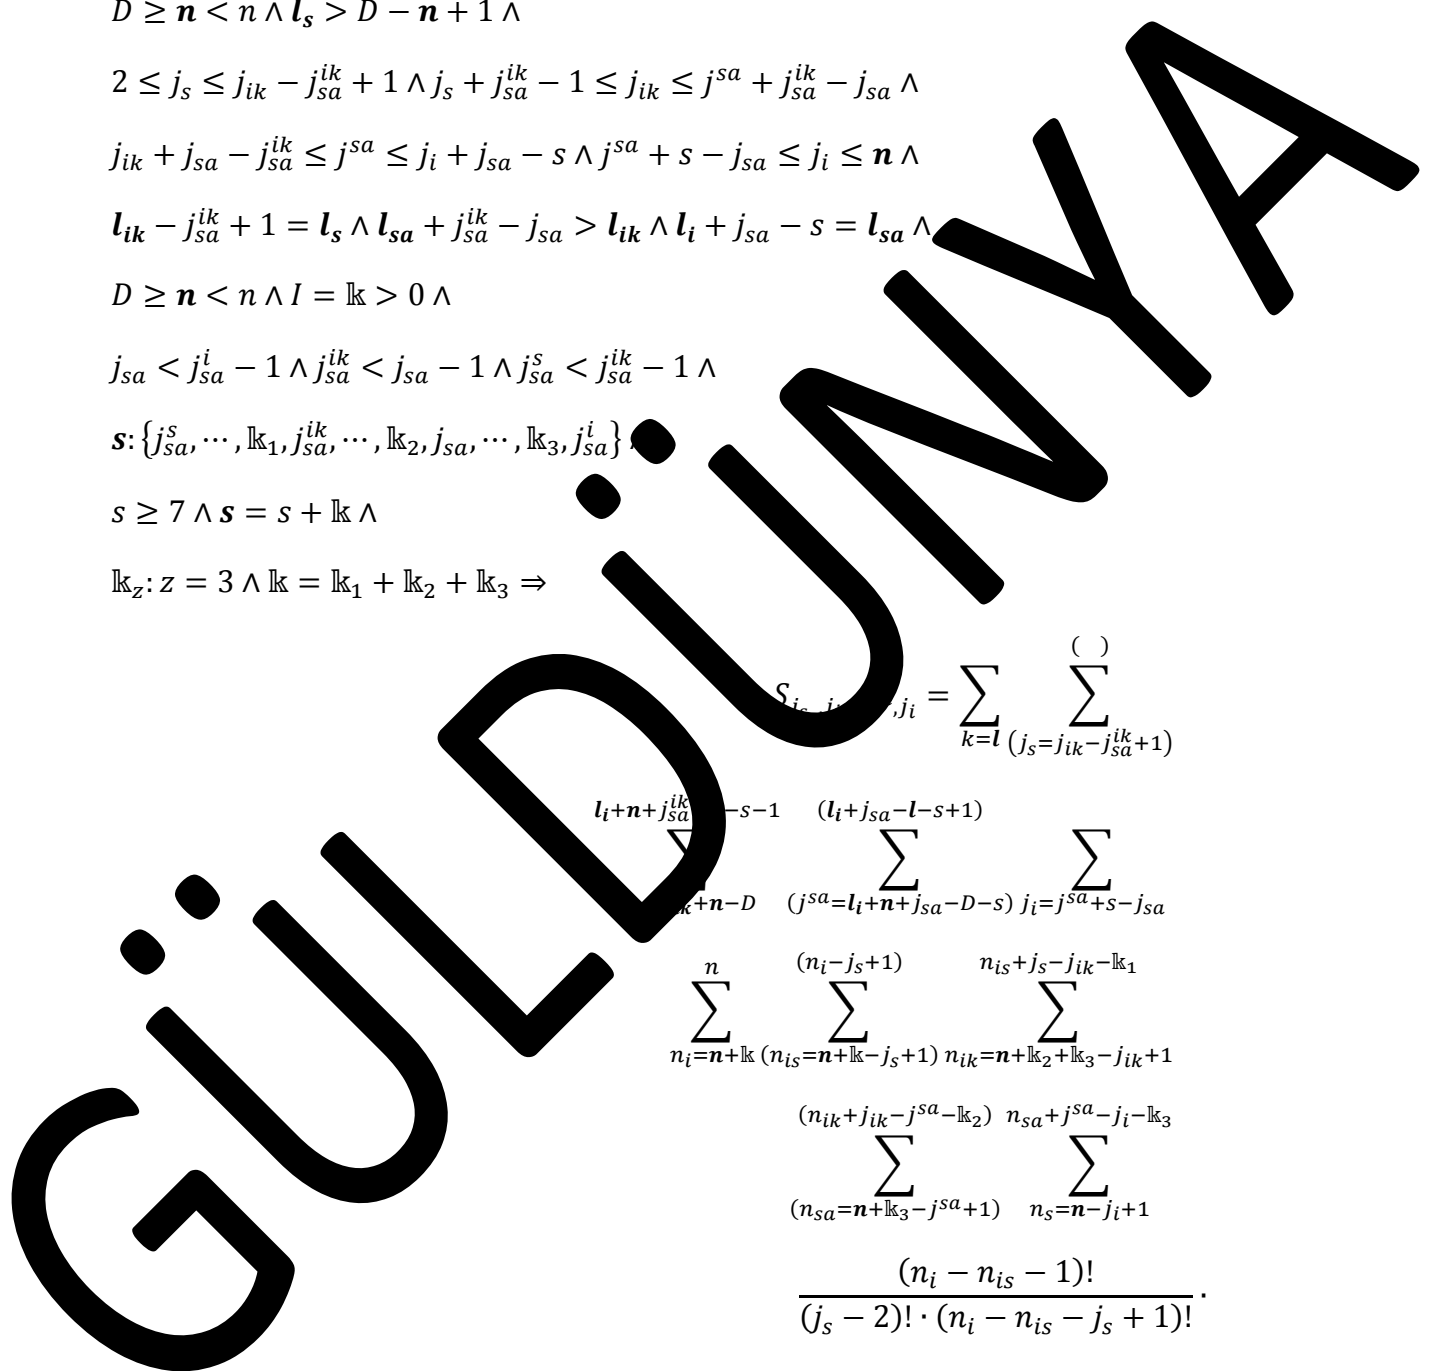 D ≥ 𝒏 < n ∧ 𝒍ₛ > D − 𝒏 + 1 ∧
2 ≤ j_s ≤ j_{ik} − j_{sa}^{ik} + 1 ∧ j_s + j_{sa}^{ik} − 1 ≤ j_{ik} ≤ j^{sa} + j_{sa}^{ik} − j_{sa} ∧
j_{ik} + j_{sa} − j_{sa}^{ik} ≤ j^{sa} ≤ j_i + j_{sa} − s ∧ j^{sa} + s − j_{sa} ≤ j_i ≤ 𝒏 ∧
𝒍_{ik} − j_{sa}^{ik} + 1 = 𝒍_s ∧ 𝒍_{sa} + j_{sa}^{ik} − j_{sa} > 𝒍_{ik} ∧ 𝒍_i + j_{sa} − s = 𝒍_{sa} ∧
D ≥ 𝒏 < n ∧ I = 𝕜 > 0 ∧
j_{sa} < j_{sa}^{i} − 1 ∧ j_{sa}^{ik} < j_{sa} − 1 ∧ j_{sa}^{s} < j_{sa}^{ik} − 1 ∧
𝒔: {j_{sa}^{s}, ⋯, 𝕜_1, j_{sa}^{ik}, ⋯, 𝕜_2, j_{sa}, ⋯, 𝕜_3, j_{sa}^{i}}
s ≥ 7 ∧ 𝒔 = s + 𝕜 ∧
𝕜_z: z = 3 ∧ 𝕜 = 𝕜_1 + 𝕜_2 + 𝕜_3 ⇒
( )
,j_i = ∑ ∑
k=𝒍 (j_s=j_{ik}−j_{sa}^{ik}+1)
𝒍_i+𝒏+j_{sa}^{ik} −s−1 (𝒍_i+j_{sa}−𝒍−s+1)
∑ ∑ ∑
+𝒏−D (j^{sa}=𝒍_i+𝒏+j_{sa}−D−s) j_i=j^{sa}+s−j_{sa}
n (n_i−j_s+1) n_{is}+j_s−j_{ik}−𝕜_1
∑ ∑ ∑
n_i=𝒏+𝕜 (n_{is}=𝒏+𝕜−j_s+1) n_{ik}=𝒏+𝕜_2+𝕜_3−j_{ik}+1
(n_{ik}+j_{ik}−j^{sa}−𝕜_2) n_{sa}+j^{sa}−j_i−𝕜_3
∑ ∑
(n_{sa}=𝒏+𝕜_3−j^{sa}+1) n_s=𝒏−j_i+1
(n_i − n_{is} − 1)!
(j_s − 2)! ⋅ (n_i − n_{is} − j_s + 1)! ⋅
GÜLDÜNYA